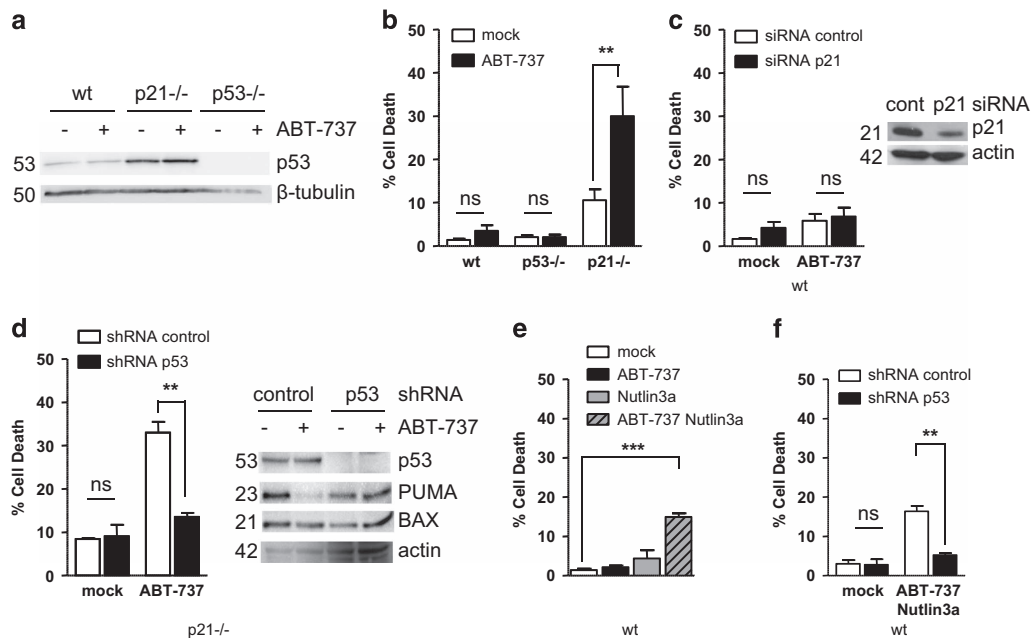 a
wt p21-/- p53-/-
- + - + - + ABT-737
53 p53
50 β-tubulin
b
mock
ABT-737
**
ns ns
% Cell Death
50
40
30
20
10
0
wt p53-/- p21-/-
c
siRNA control
siRNA p21
ns ns
% Cell Death
50
40
30
20
10
0
mock ABT-737
wt
cont p21 siRNA
21 p21
42 actin
d
shRNA control
shRNA p53
**
ns
% Cell Death
50
40
30
20
10
0
mock ABT-737
p21-/-
control p53 shRNA
- + - + ABT-737
53 p53
23 PUMA
21 BAX
42 actin
e
mock
ABT-737
Nutlin3a
ABT-737 Nutlin3a
***
% Cell Death
50
40
30
20
10
0
wt
f
shRNA control
shRNA p53
**
ns
% Cell Death
50
40
30
20
10
0
mock ABT-737
Nutlin3a
wt